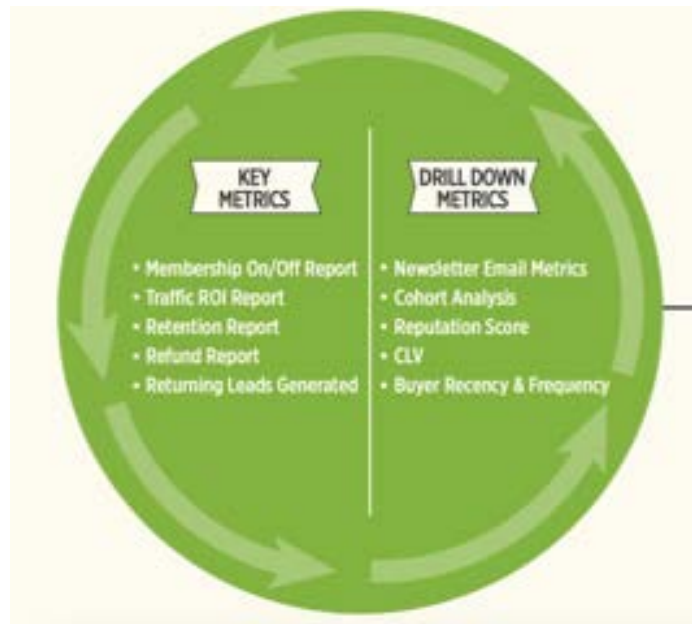 KEY
METRICS
• Membership On/Off Report
• Traffic ROI Report
• Retention Report
• Refund Report
• Returning Leads Generated
DRILL DOWN
METRICS
• Newsletter Email Metrics
• Cohort Analysis
• Reputation Score
• CLV
• Buyer Recency & Frequency